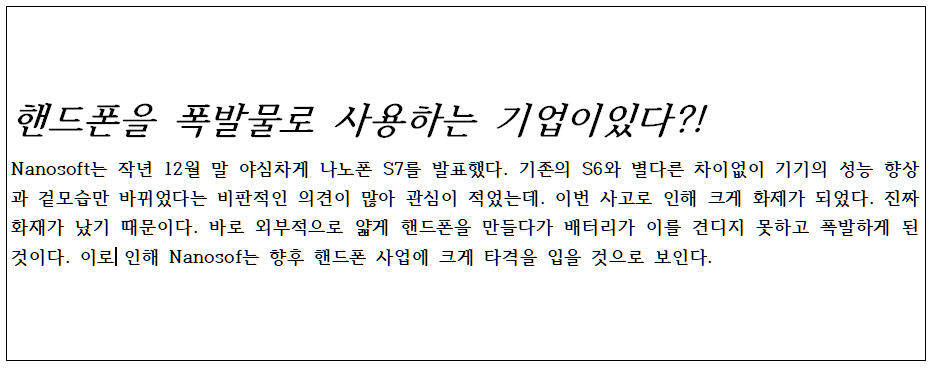 핸드폰을 폭발물로 사용하는 기업이있다?!
Nanosoft는 작년 12월 말 야심차게 나노폰 S7를 발표했다. 기존의 S6와 별다른 차이없이 기기의 성능 향상
과 겉모습만 바뀌었다는 비판적인 의견이 많아 관심이 적었는데. 이번 사고로 인해 크게 화제가 되었다. 진짜
화재가 났기 때문이다. 바로 외부적으로 얇게 핸드폰을 만들다가 배터리가 이를 견디지 못하고 폭발하게 된
것이다. 이로 인해 Nanosof는 향후 핸드폰 사업에 크게 타격을 입을 것으로 보인다.